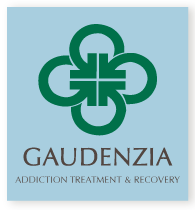 GAUDENZIA
ADDICTION TREATMENT & RECOVERY